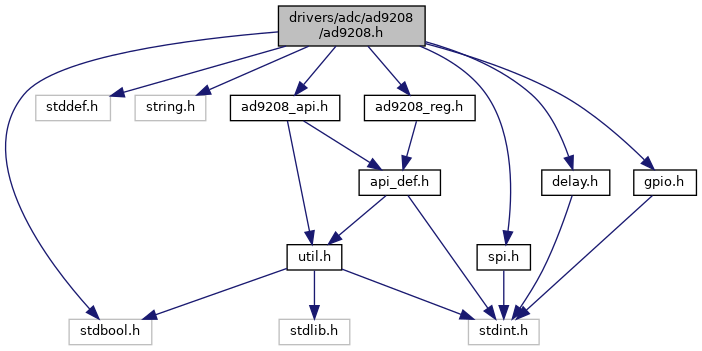 drivers/adc/ad9208
/ad9208.h
stddef.h
string.h
ad9208_api.h
ad9208_reg.h
api_def.h
delay.h
gpio.h
util.h
spi.h
stdbool.h
stdlib.h
stdint.h